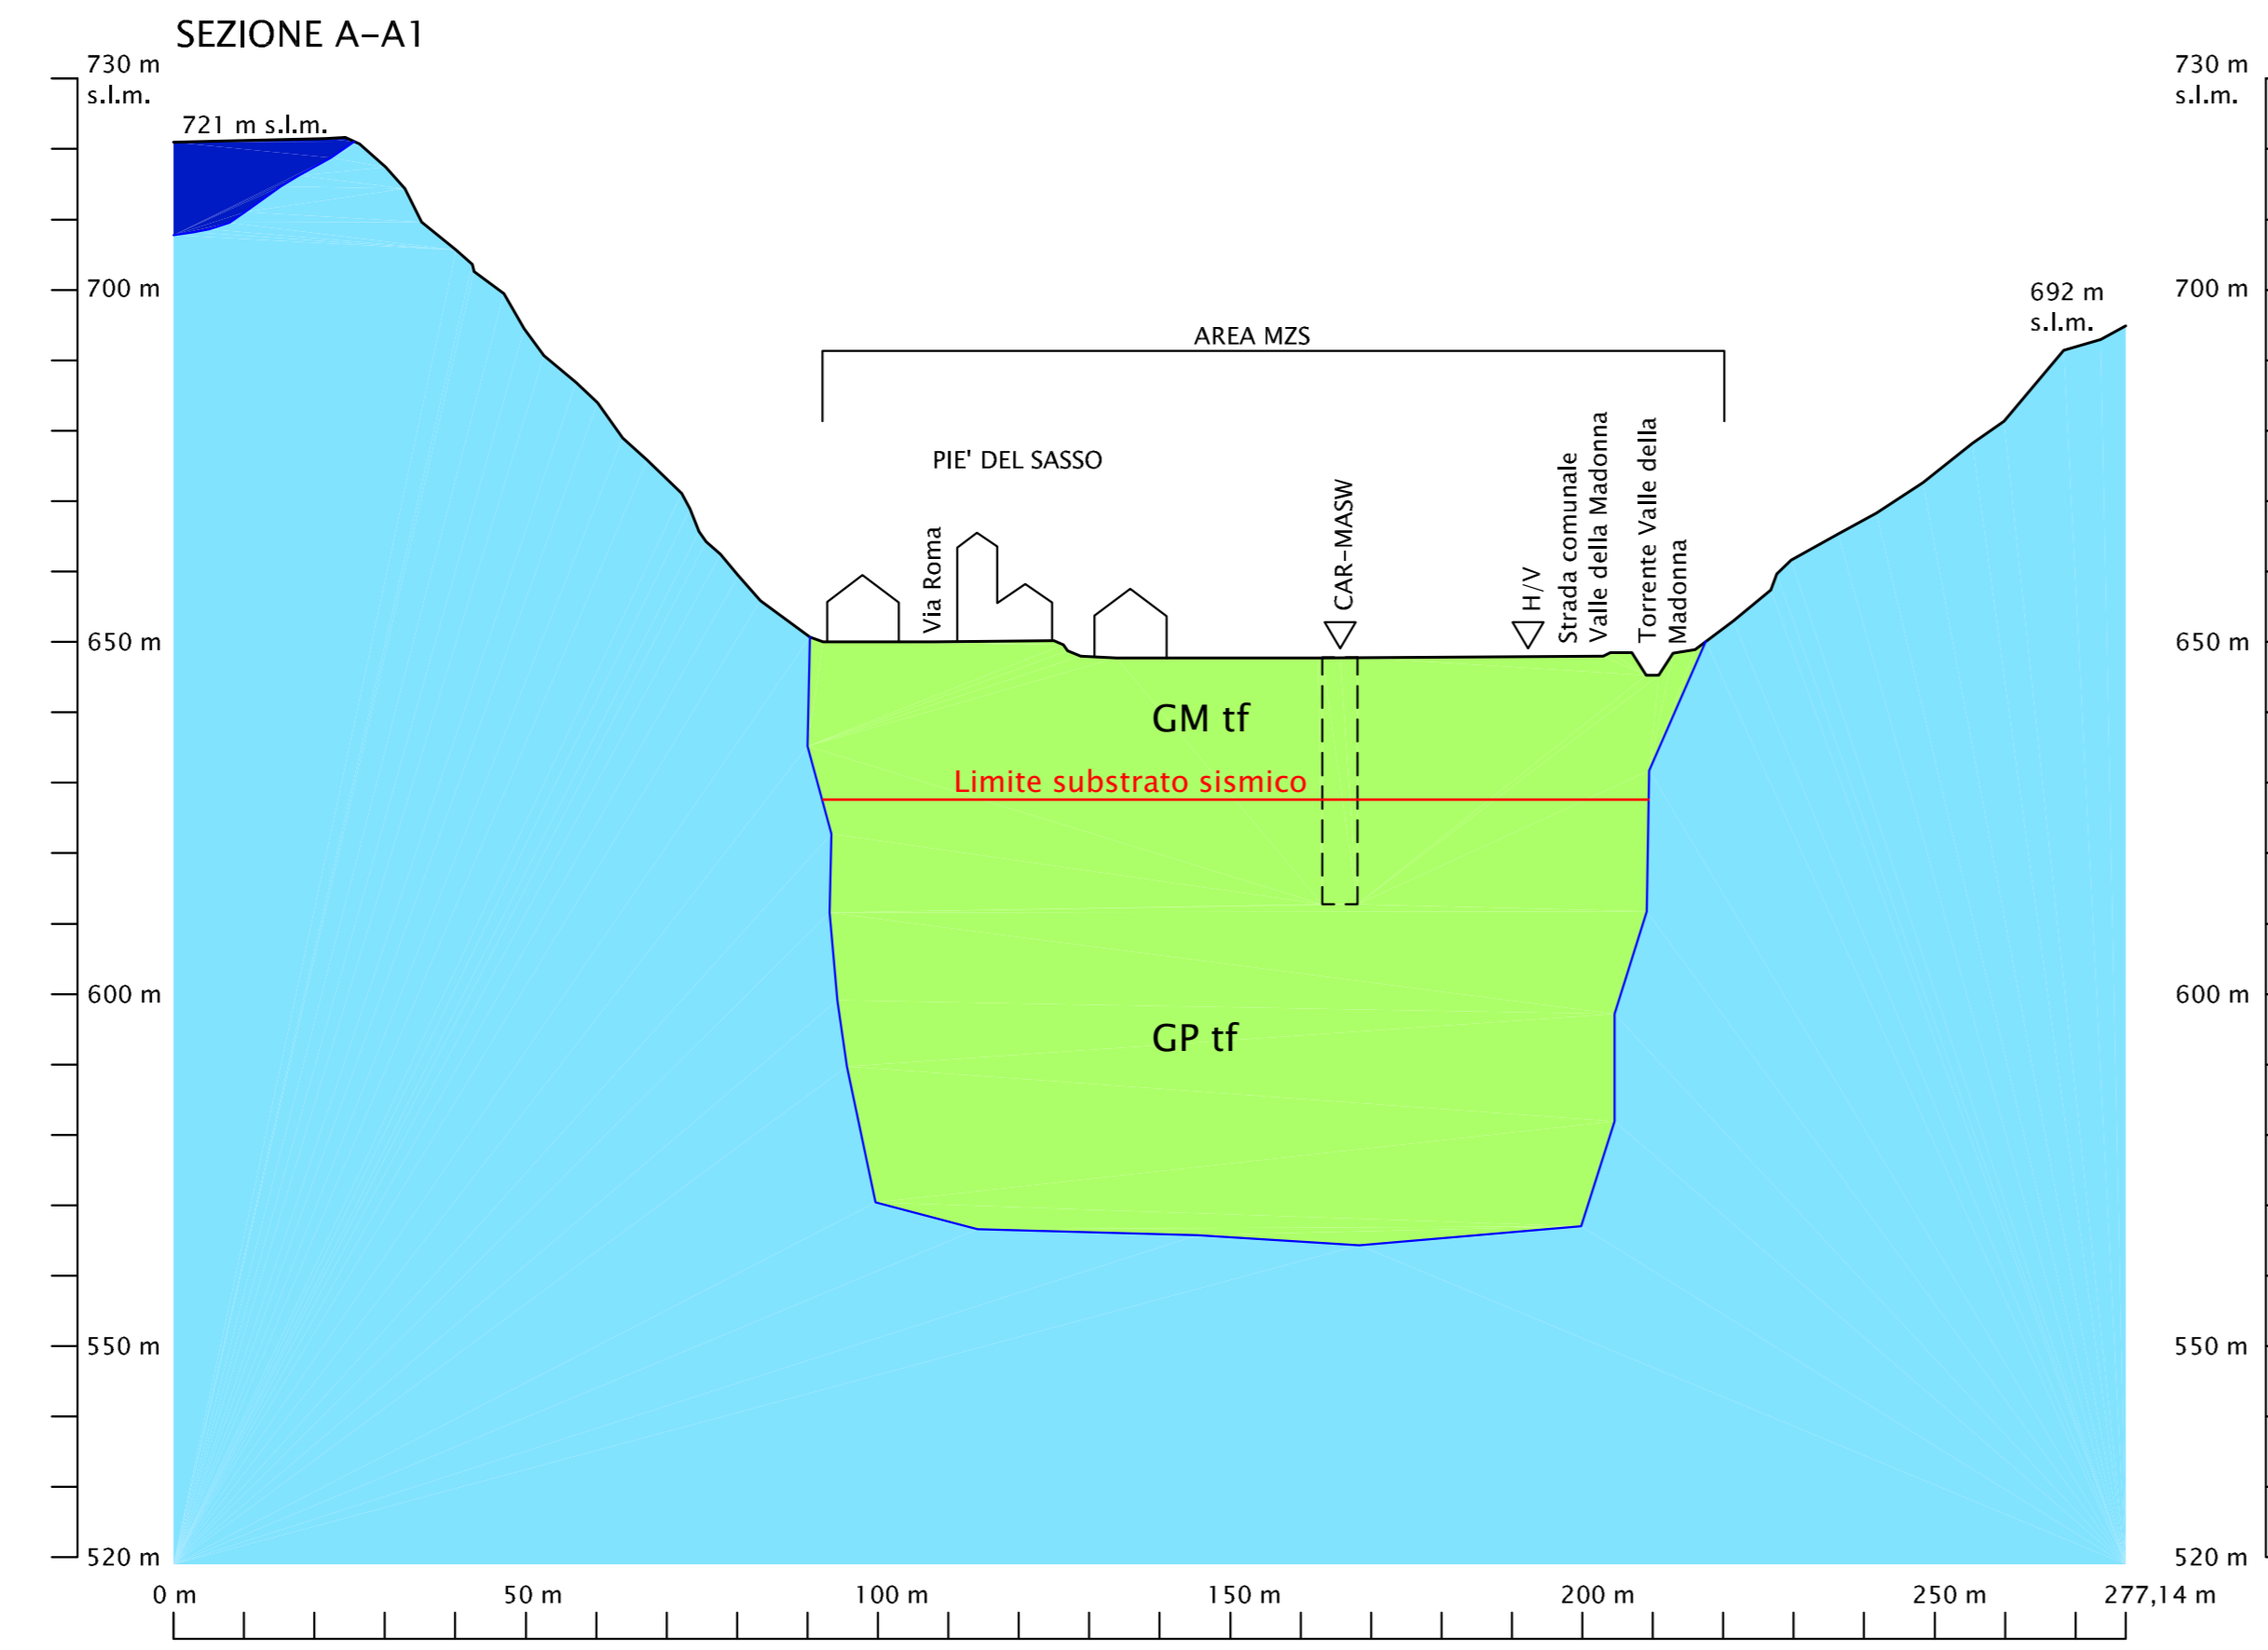 SEZIONE A-A1
730 m
s.l.m.
730 m
s.l.m.
721 m s.l.m.
700 m
692 m
s.l.m.
700 m
AREA MZS
PIE' DEL SASSO
Via Roma
CAR-MASW
H/V
Strada comunale
Valle della Madonna
Torrente Valle della
Madonna
650 m
650 m
GM tf
Limite substrato sismico
600 m
600 m
GP tf
550 m
550 m
520 m
520 m
0 m
50 m
100 m
150 m
200 m
250 m
277,14 m